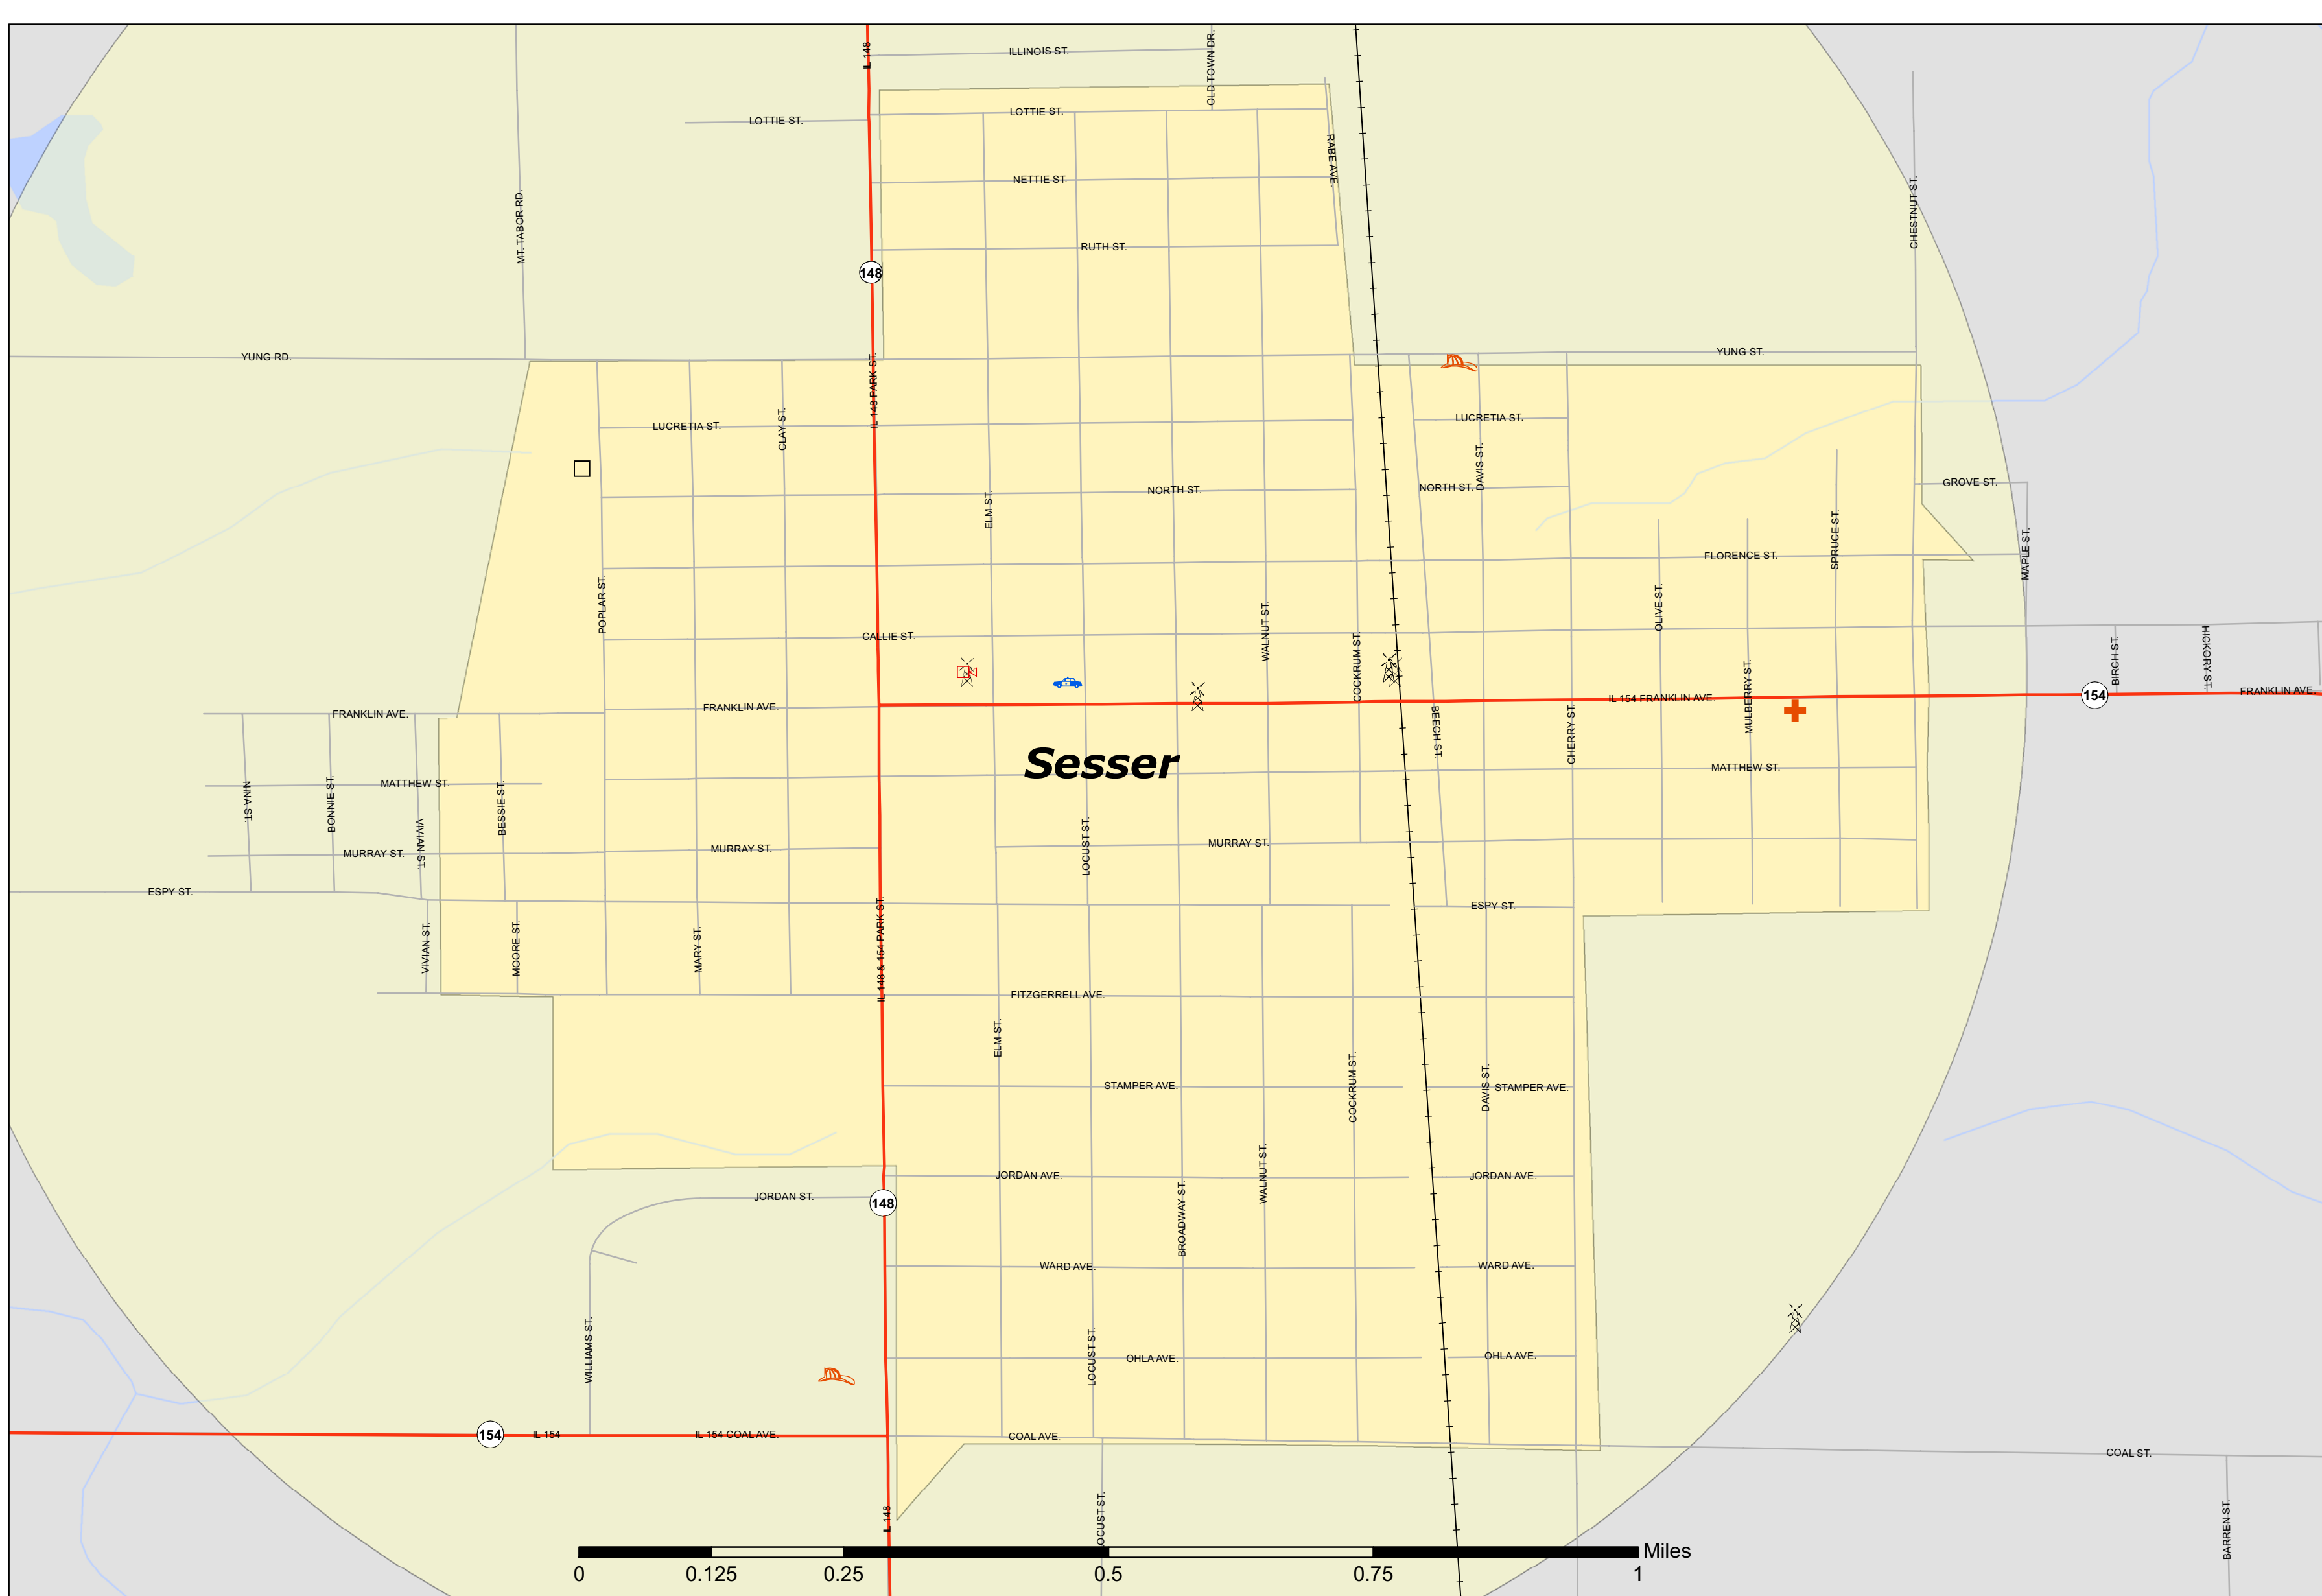 ILLINOIS ST.
IL 148
OLD TOWN DR.
LOTTIE ST.
LOTTIE ST.
RABE AVE.
NETTIE ST.
MT. TABOR RD.
CHESTNUT ST.
RUTH ST.
148
YUNG RD.
YUNG ST.
IL 148 PARK ST.
LUCRETIA ST.
CLAY ST.
LUCRETIA ST.
DAVIS ST.
NORTH ST.
NORTH ST.
GROVE ST.
ELM ST.
SPRUCE ST.
FLORENCE ST.
MAPLE ST.
POPLAR ST.
OLIVE ST.
CALLIE ST.
WALNUT ST.
COCKRUM ST.
BIRCH ST.
HICKORY ST.
MULBERRY ST.
FRANKLIN AVE.
FRANKLIN AVE.
IL 154 FRANKLIN AVE.
154
FRANKLIN AVE.
BEECH ST.
CHERRY ST.
Sesser
MATTHEW ST.
MATTHEW ST.
NINA ST.
BONNIE ST.
VIVIAN ST.
BESSIE ST.
LOCUST ST.
MURRAY ST.
MURRAY ST.
MURRAY ST.
ESPY ST.
ESPY ST.
VIVIAN ST.
MOORE ST.
MARY ST.
IL 148 & 154 PARK ST.
FITZGERRELL AVE.
ELM ST.
COCKRUM ST.
DAVIS ST.
STAMPER AVE.
STAMPER AVE.
JORDAN AVE.
JORDAN AVE.
WALNUT ST.
JORDAN ST.
148
BROADWAY ST.
WARD AVE.
WARD AVE.
WILLIAMS ST.
LOCUST ST.
OHLA AVE.
OHLA AVE.
154
IL 154
IL 154 COAL AVE.
COAL AVE.
COAL ST.
IL 148
LOCUST ST.
BARREN ST.
Miles
0 0.125 0.25 0.5 0.75 1